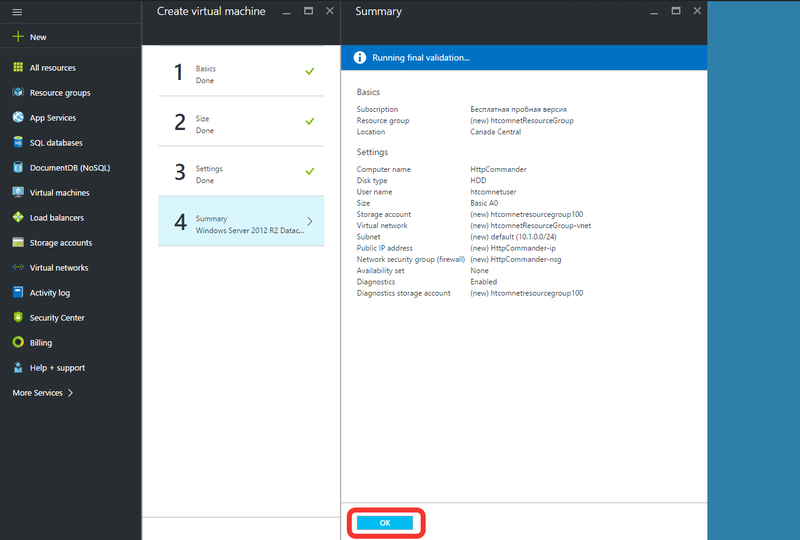 New
All resources
Resource groups
App Services
SQL databases
DocumentDB (NoSQL)
Virtual machines
Load balancers
Storage accounts
Virtual networks
Activity log
Security Center
Billing
Help + support
More Services
Create virtual machine
1 Basics
Done
2 Size
Done
3 Settings
Done
4 Summary
Windows Server 2012 R2 Datac...
Summary
Running final validation...
Basics
Subscription Бесплатная пробная версия
Resource group (new) htcomnetResourceGroup
Location Canada Central
Settings
Computer name HttpCommander
Disk type HDD
User name htcomnetuser
Size Basic A0
Storage account (new) htcomnetresourcegroup100
Virtual network (new) htcomnetResourceGroup-vnet
Subnet (new) default (10.1.0.0/24)
Public IP address (new) HttpCommander-ip
Network security group (firewall) (new) HttpCommander-nsg
Availability set None
Diagnostics Enabled
Diagnostics storage account (new) htcomnetresourcegroup100
OK